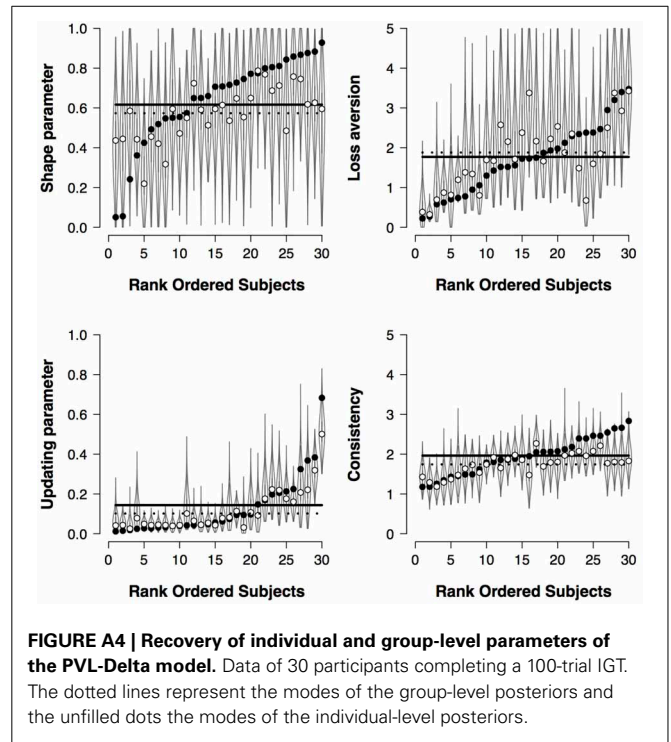 Shape parameter
1.0
0.8
0.6
0.4
0.2
0.0
0 5 10 15 20 25 30
Rank Ordered Subjects
Loss aversion
5
4
3
2
1
0
0 5 10 15 20 25 30
Rank Ordered Subjects
Updating parameter
1.0
0.8
0.6
0.4
0.2
0.0
0 5 10 15 20 25 30
Rank Ordered Subjects
Consistency
5
4
3
2
1
0
0 5 10 15 20 25 30
Rank Ordered Subjects
FIGURE A4 | Recovery of individual and group-level parameters of
the PVL-Delta model. Data of 30 participants completing a 100-trial IGT.
The dotted lines represent the modes of the group-level posteriors and
the unfilled dots the modes of the individual-level posteriors.